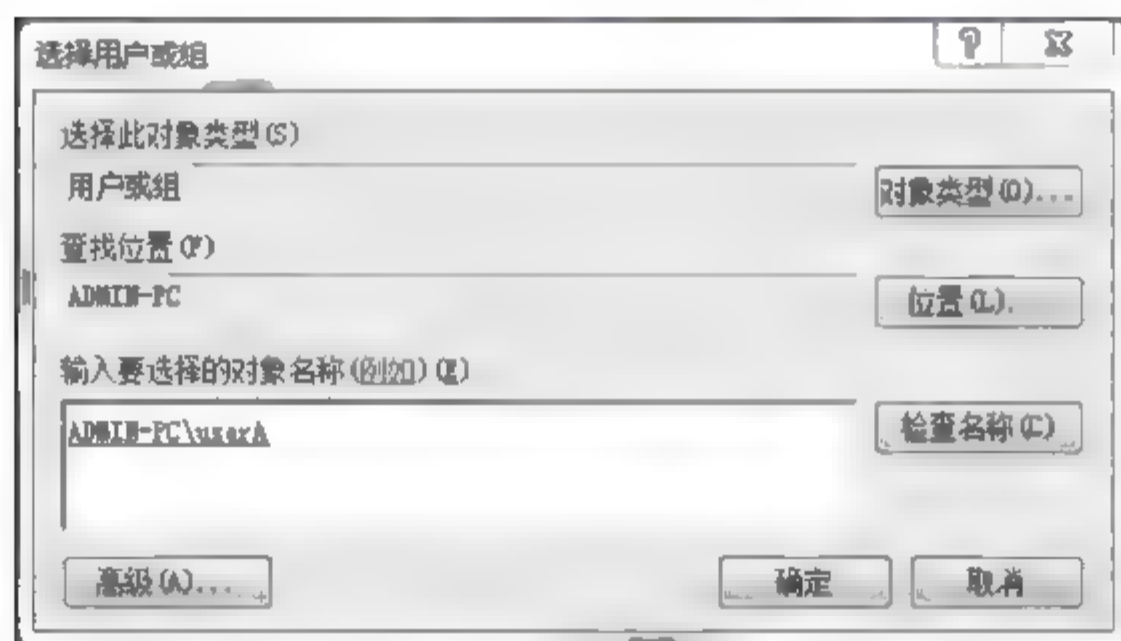 选择用户或组
选择此对象类型(S)
用户或组
对象类型(O)...
查找位置(F)
ADMIN-PC
位置(L).
输入要选择的对象名称(例如)(E)
ADMIN-PC\userA
检查名称(C)
高级(A)...
确定
取消